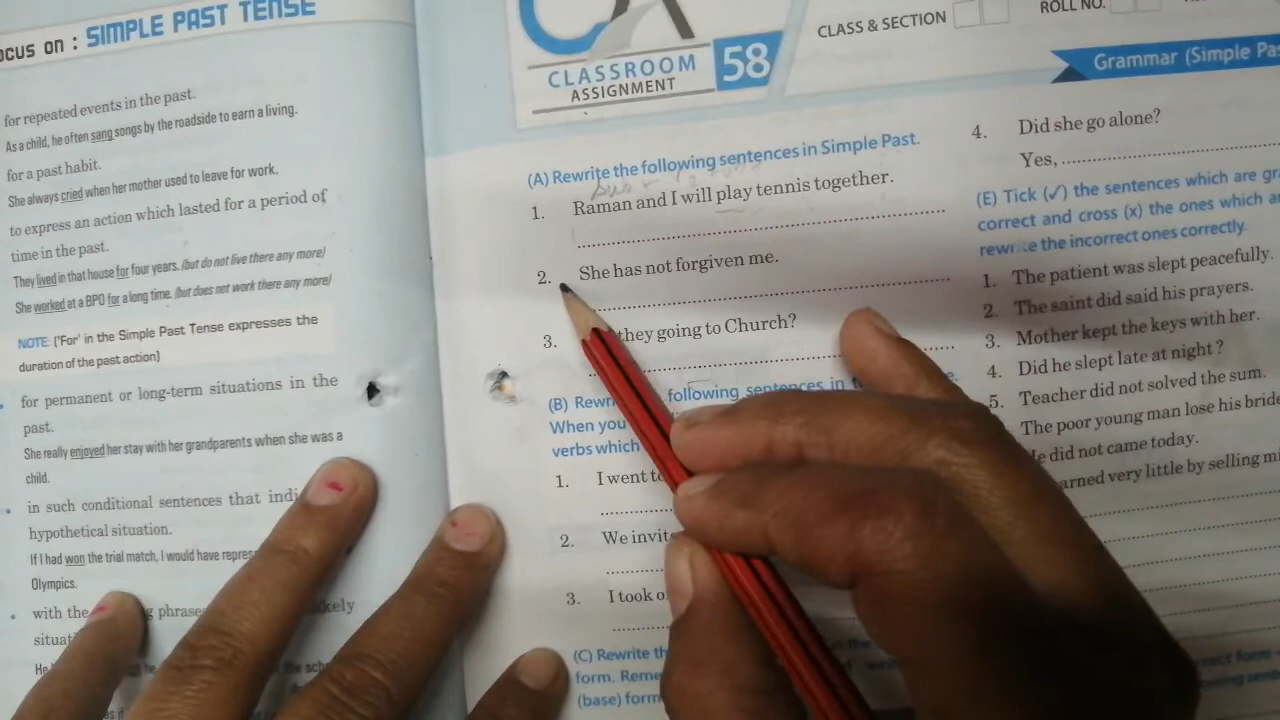 ocus on : SIMPLE PAST TENSE
for repeated events in the past.
As a child, he often sang songs by the roadside to earn a living.
for a past habit.
She always cried when her mother used to leave for work.
to express an action which lasted for a period of
time in the past.
They lived in that house for four years. (but do not live there any more)
She worked at a BPO for a long time. (but does not work there any more)
NOTE: ('For' in the Simple Past Tense expresses the
duration of the past action)
for permanent or long-term situations in the
past.
She really enjoyed her stay with her grandparents when she was a
child.
in such conditional sentences that indi
hypothetical situation.
If I had won the trial match, I would have repres
Olympics.
with the phrase
situati
CLASSROOM
ASSIGNMENT
58
CLASS & SECTION
ROLL NO.
Grammar (Simple Pas
(A) Rewrite the following sentences in Simple Past.
1. Raman and I will play tennis together.
2. She has not forgiven me.
3. they going to Church?
(B) Rewr following sentences in
When you
verbs which
1. I went to
2. We invit
3. I took o
(C) Rewrite th
form. Reme
(base) form
4. Did she go alone?
Yes,
(E) Tick (✓) the sentences which are gra
correct and cross (x) the ones which ar
rewrite the incorrect ones correctly.
1. The patient was slept peacefully.
2. The saint did said his prayers.
3. Mother kept the keys with her.
4. Did he slept late at night?
5. Teacher did not solved the sum.
The poor young man lose his bride
e did not came today.
arned very little by selling mi